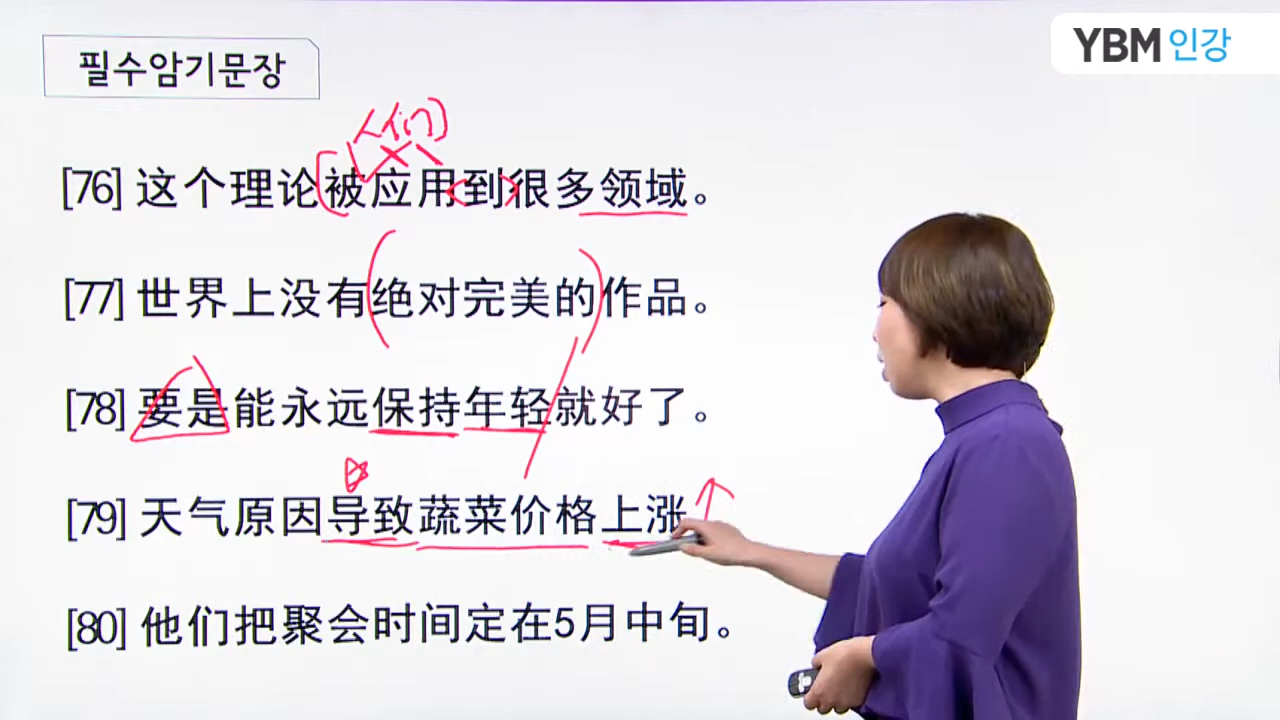 YBM 인강
필수암기문장
人们
[76] 这个理论被应用到很多领域。
[77] 世界上没有绝对完美的作品。
[78] 要是能永远保持年轻就好了。
[79] 天气原因导致蔬菜价格上涨
[80] 他们把聚会时间定在5月中旬。